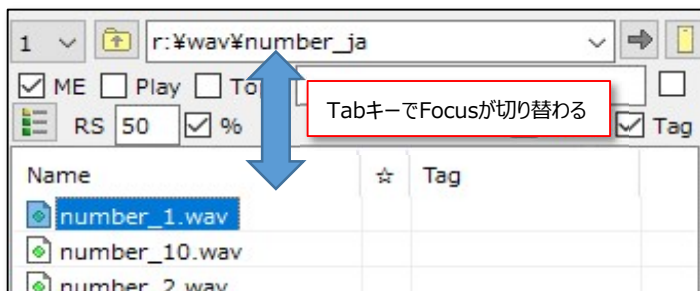 1 r:¥wav¥number_ja
ME Play To
TabキーでFocusが切り替わる
RS 50 % Tag
Name ☆ Tag
number_1.wav
number_10.wav
number_2.wav